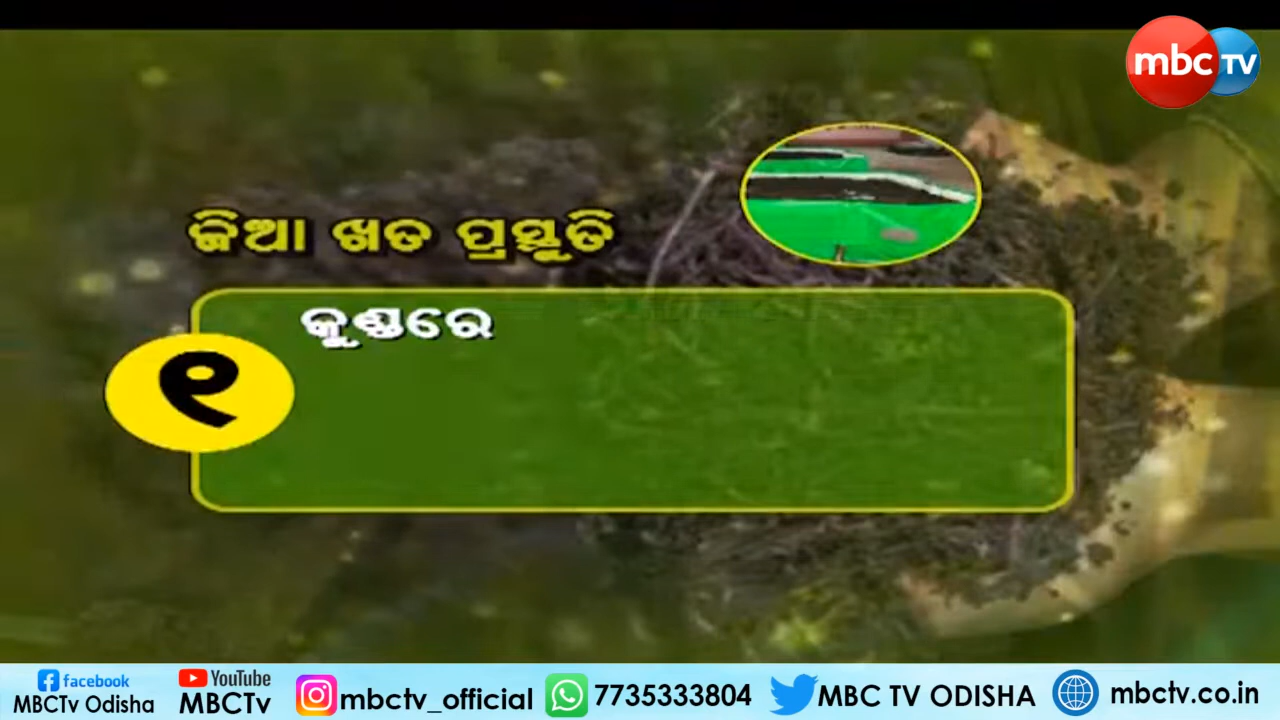 mbc TV
ଜିଆ ଖତ ପ୍ରସ୍ତୁତି
କୁଣ୍ଡରେ
୧
facebook
MBCTv Odisha
YouTube
MBCTv
mbctv_official
7735333804
MBC TV ODISHA
mbctv.co.in